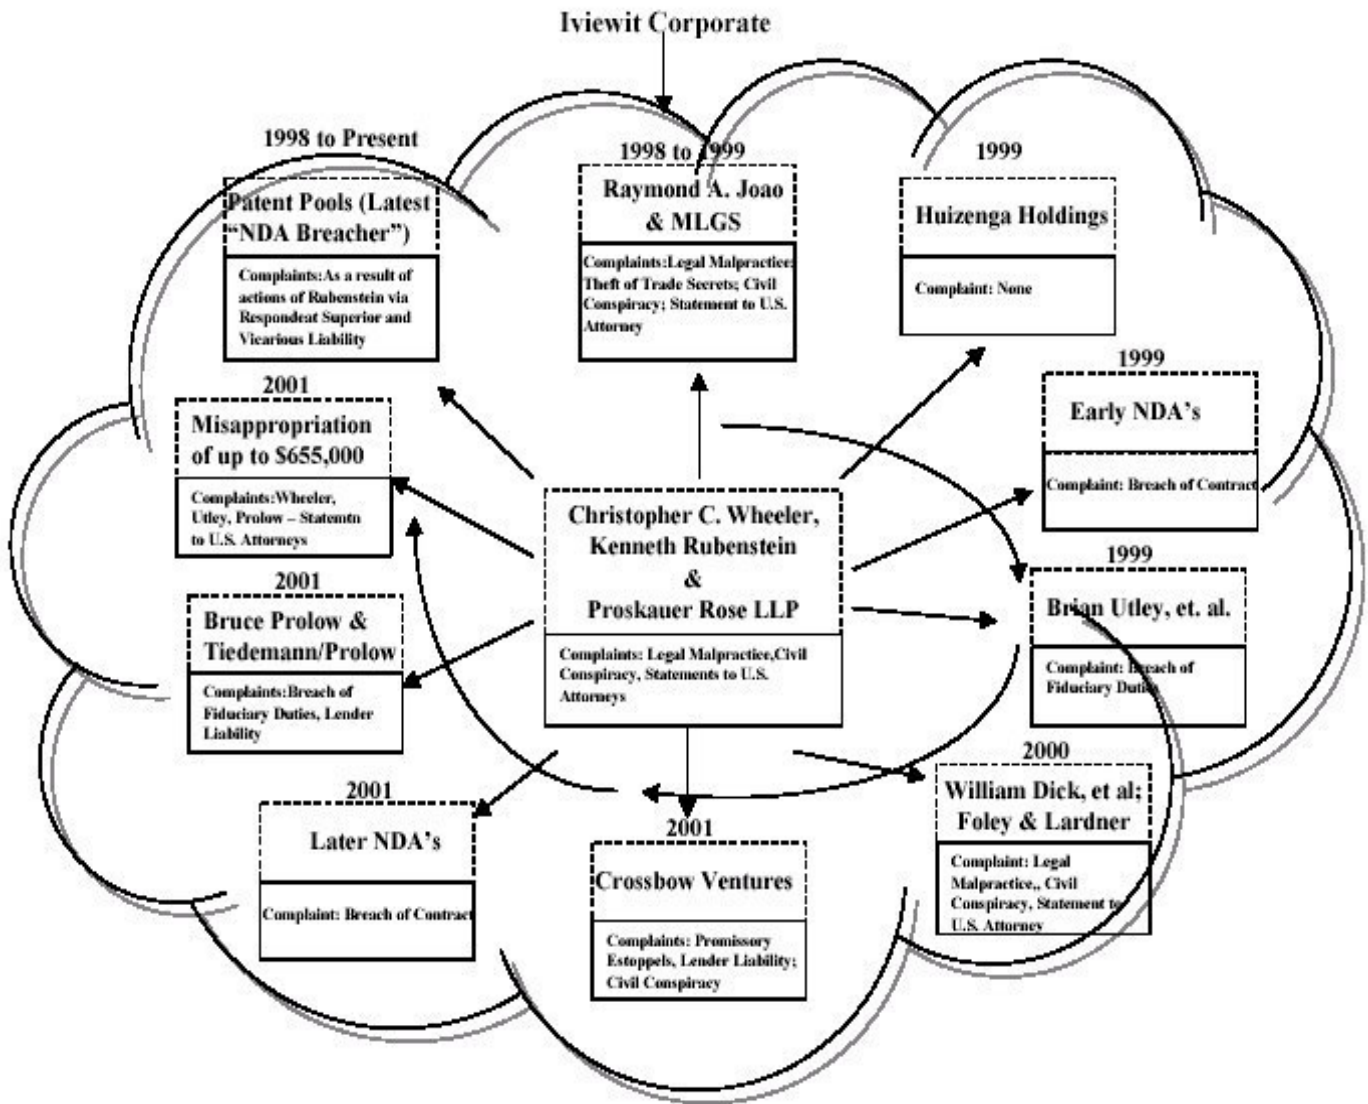 Iviewit Corporate
1998 to Present
Patent Pools (Latest
“NDA Breacher”)
Complaints:As a result of
actions of Rubenstein via
Respondeat Superior and
Vicarious Liability
1998 to 1999
Raymond A. Joao
& MLGS
Complaints:Legal Malpractice;
Theft of Trade Secrets; Civil
Conspiracy; Statement to U.S.
Attorney
1999
Huizenga Holdings
Complaint: None
1999
Early NDA’s
Complaint: Breach of Contract
2001
Misappropriation
of up to $655,000
Complaints:Wheeler,
Utley, Prolow – Statemtn
to U.S. Attorneys
Christopher C. Wheeler,
Kenneth Rubenstein
&
Proskauer Rose LLP
Complaints: Legal Malpractice,Civil
Conspiracy, Statements to U.S.
Attorneys
1999
Brian Utley, et. al.
Complaint: Breach of
Fiduciary Duties
2001
Bruce Prolow &
Tiedemann/Prolow
Complaints:Breach of
Fiduciary Duties, Lender
Liability
2000
William Dick, et al;
Foley & Lardner
Complaint: Legal
Malpractice,, Civil
Conspiracy, Statement to
U.S. Attorney
2001
Later NDA’s
Complaint: Breach of Contract
2001
Crossbow Ventures
Complaints: Promissory
Estoppels, Lender Liability;
Civil Conspiracy